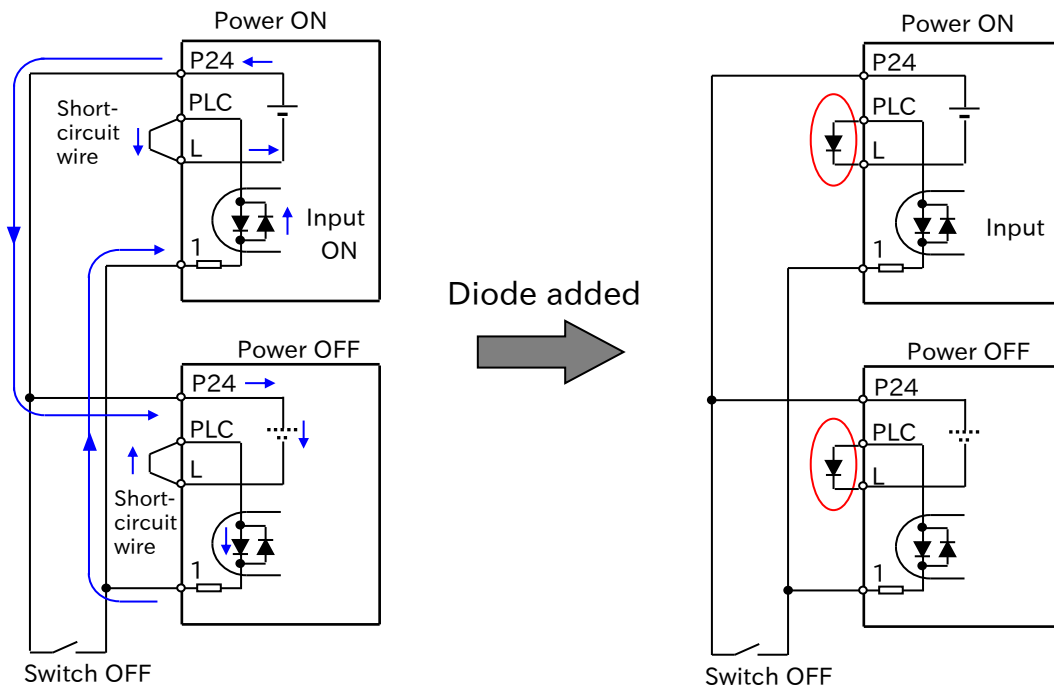 Power ON
P24
Short-
circuit
wire
PLC
L
Input
ON
1
Power OFF
P24
PLC
L
Short-
circuit
wire
1
Switch OFF
Diode added
Power ON
P24
PLC
L
Input
1
Power OFF
P24
PLC
L
1
Switch OFF